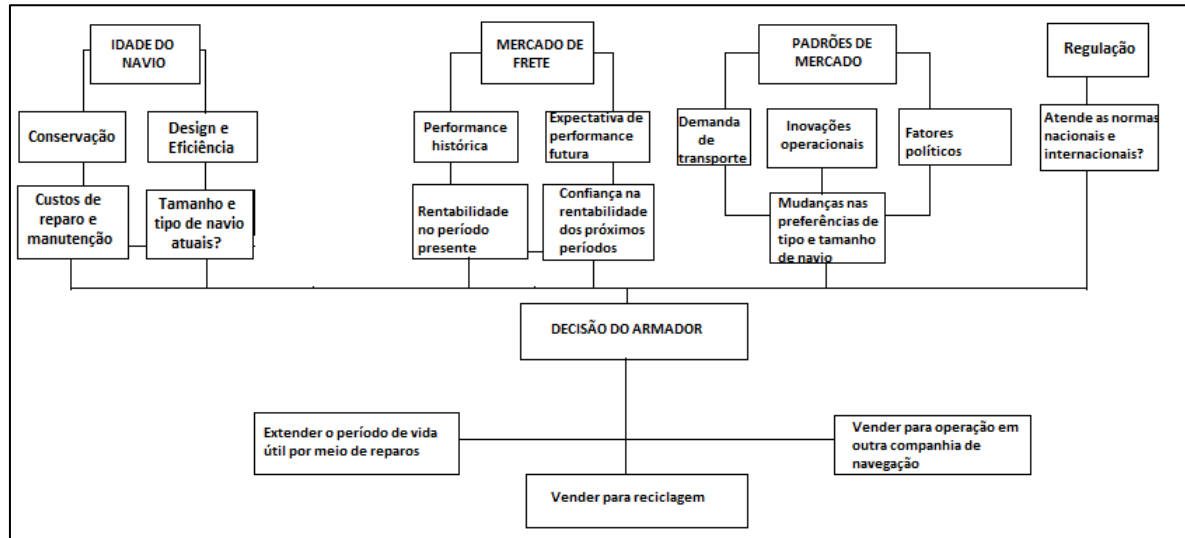 IDADE DO
NAVIO
MERCADO DE
FRETE
PADRÕES DE
MERCADO
Regulação
Conservação
Design e
Eficiência
Performance
histórica
Expectativa de
performance
futura
Demanda
de
transporte
Inovações
operacionais
Fatores
políticos
Atende as normas
nacionais e
internacionais?
Custos de
reparo e
manutenção
Tamanho e
tipo de navio
atuais?
Rentabilidade
no período
presente
Confiança na
rentabilidade
dos próximos
períodos
Mudanças nas
preferências de
tipo e tamanho
de navio
DECISÃO DO ARMADOR
Extender o período de vida
útil por meio de reparos
Vender para operação em
outra companhia de
navegação
Vender para reciclagem